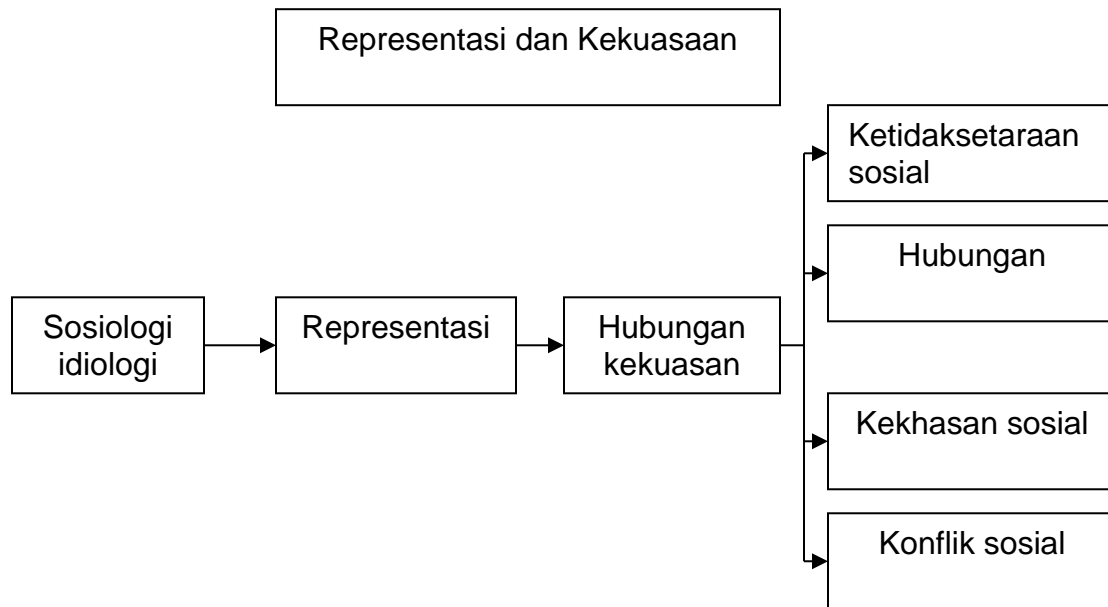 Representasi dan Kekuasaan
Ketidaksetaraan
sosial
Hubungan
Sosiologi
idiologi
Representasi
Hubungan
kekuasan
Kekhasan sosial
Konflik sosial